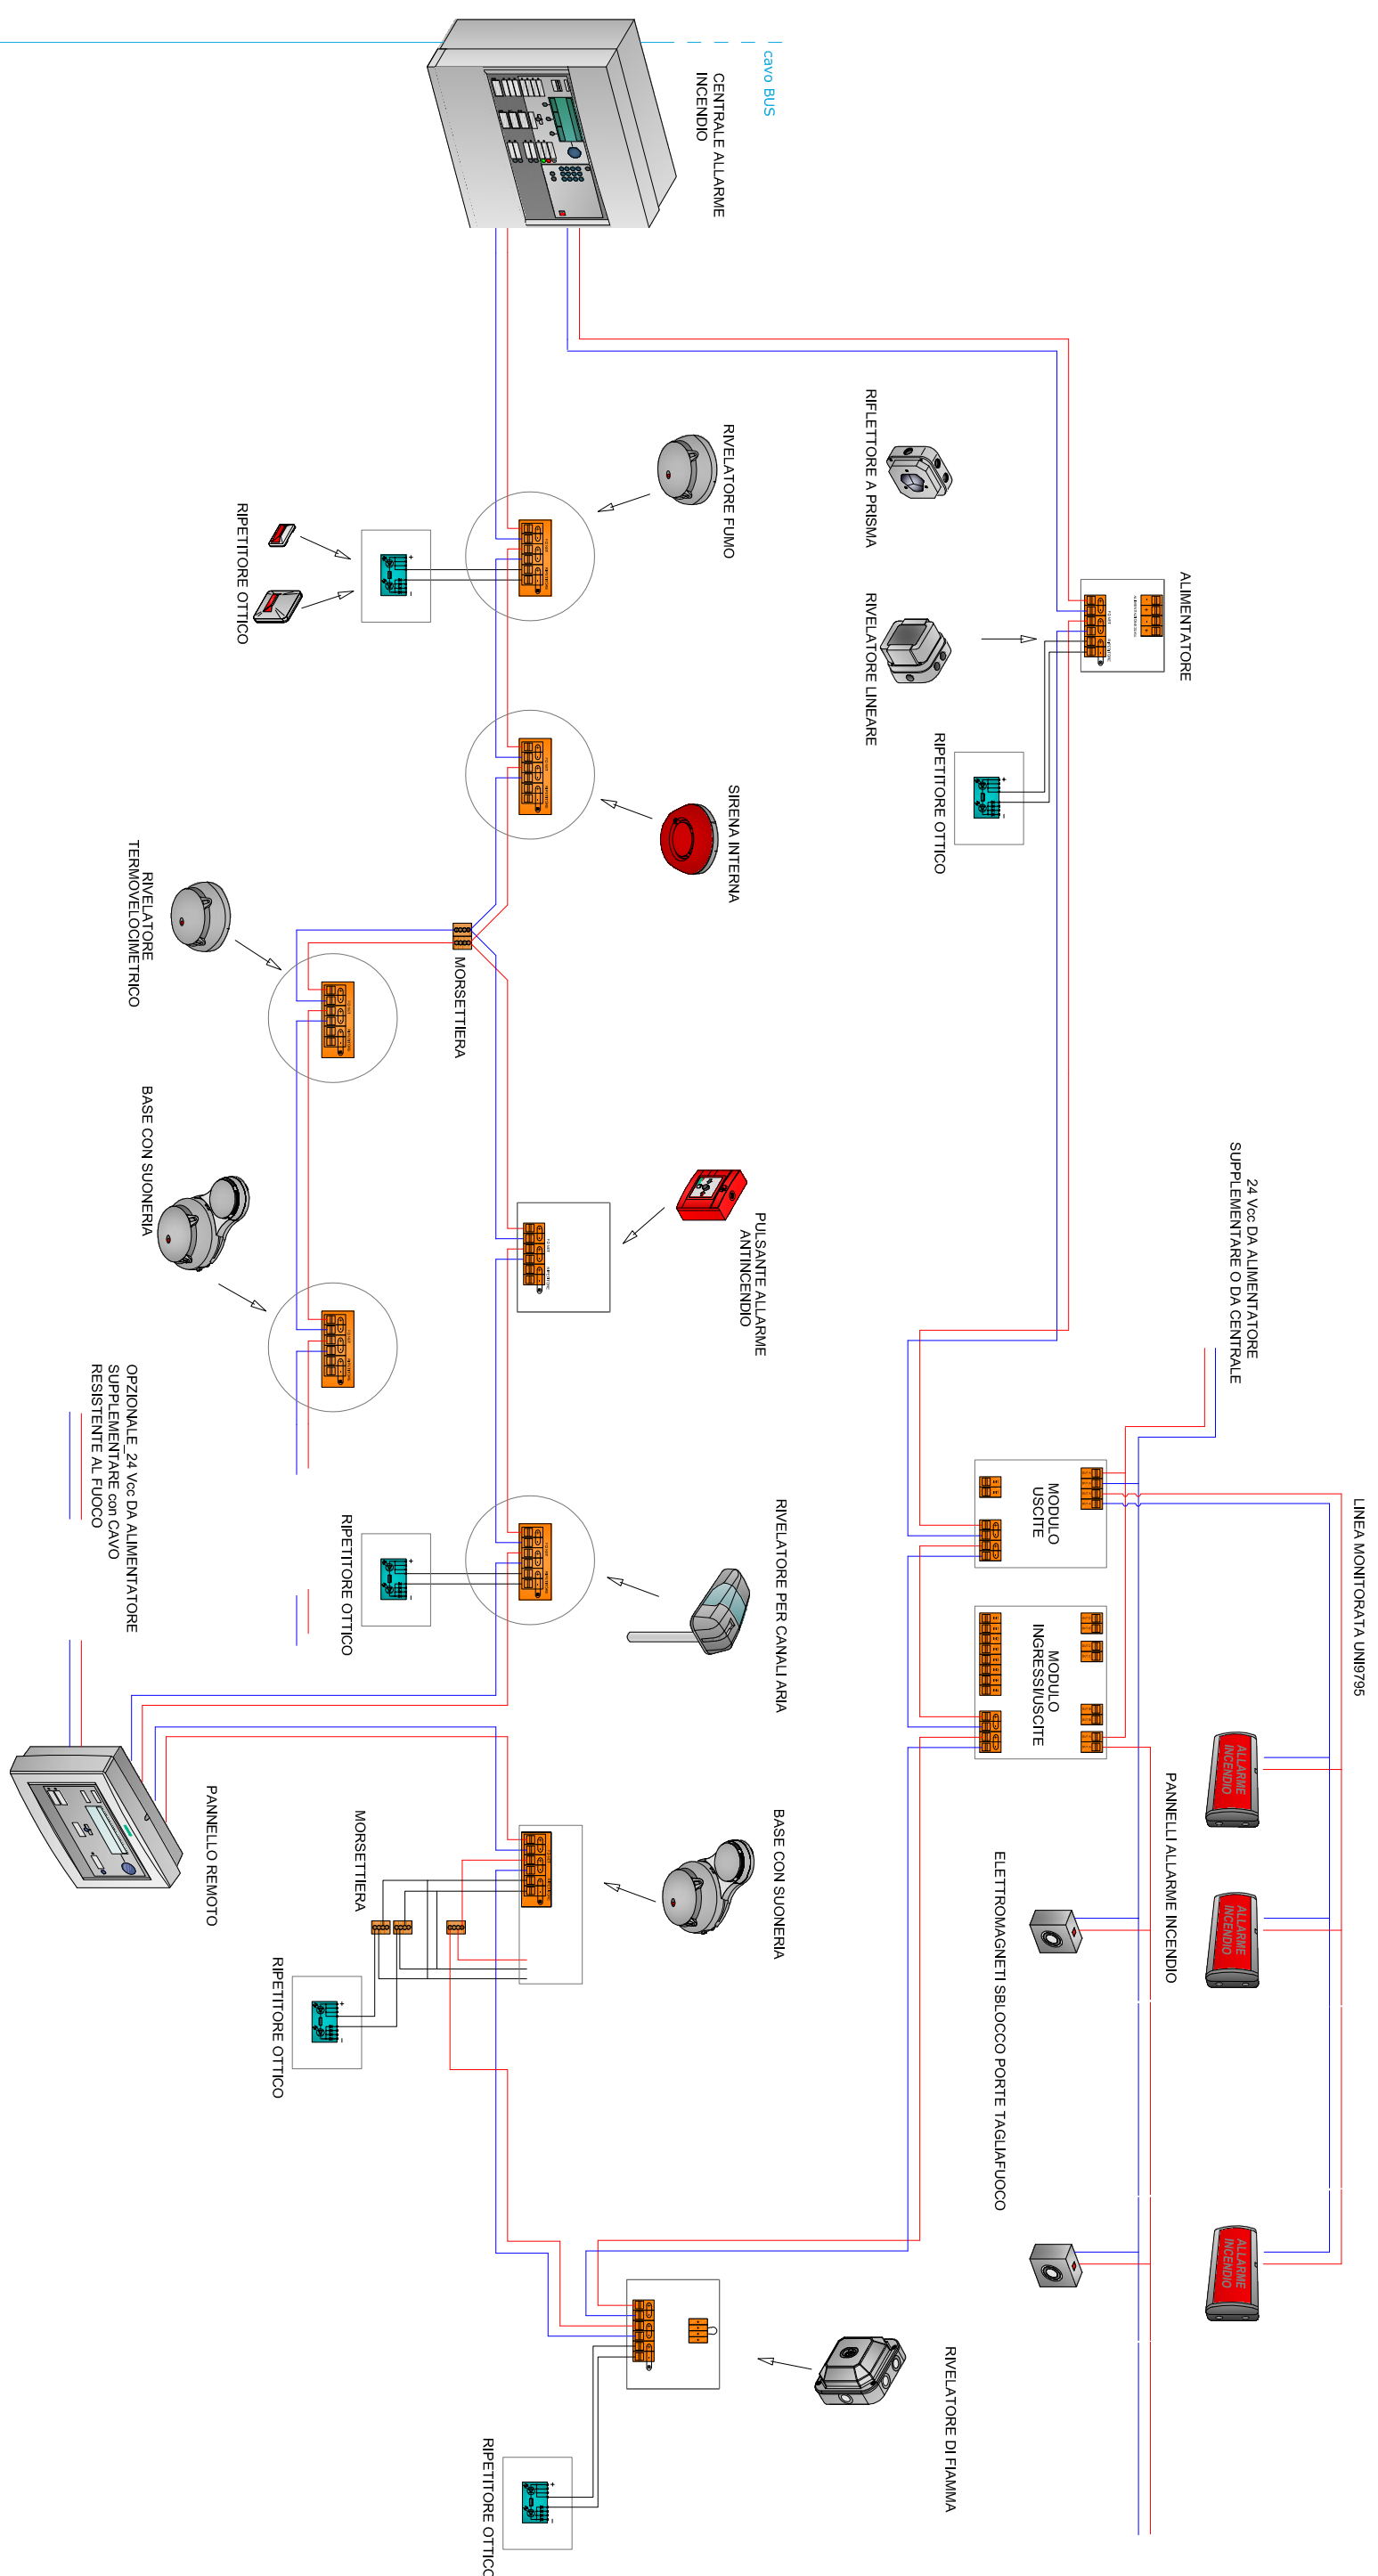 cavo BUS
CENTRALE ALLARME
INCENDIO
ALIMENTATORE
RIFLETTORE A PRISMA
RIVELATORE LINEARE
RIPETITORE OTTICO
RIVELATORE FUMO
RIPETITORE OTTICO
SIRENA INTERNA
MORSETTIERA
RIVELATORE
TERMOVELOCIMETRICO
BASE CON SUONERIA
PULSANTE ALLARME
ANTINCENDIO
24 Vcc DA ALIMENTATORE
SUPPLEMENTARE O DA CENTRALE
LINEA MONITORATA UNI9795
MODULO
USCITE
MODULO
INGRESSI/USCITE
RIVELATORE PER CANALI ARIA
RIPETITORE OTTICO
OPZIONALE_24 Vcc DA ALIMENTATORE
SUPPLEMENTARE con CAVO
RESISTENTE AL FUOCO
PANNELLO REMOTO
PANNELLI ALLARME INCENDIO
ALLARME
INCENDIO
ALLARME
INCENDIO
ALLARME
INCENDIO
ELETTROMAGNETI SBLOCCO PORTE TAGLIAFUOCO
BASE CON SUONERIA
MORSETTIERA
RIPETITORE OTTICO
RIVELATORE DI FIAMMA
RIPETITORE OTTICO